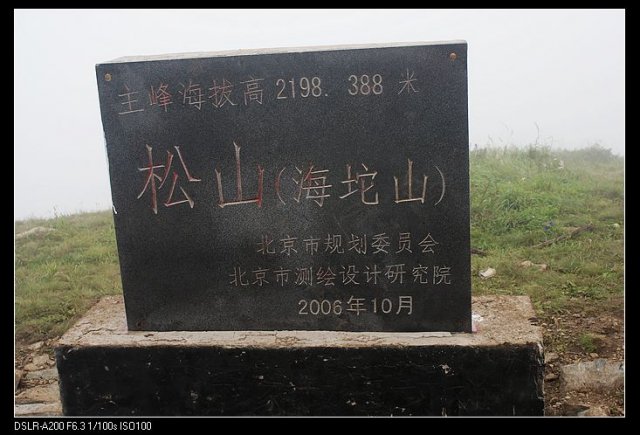 主峰海拔高 2198. 388 米
松山(海坨山)
北京市规划委员会
北京市测绘设计研究院
2006年10月
DSLR-A200 F6.3 1/100s ISO100